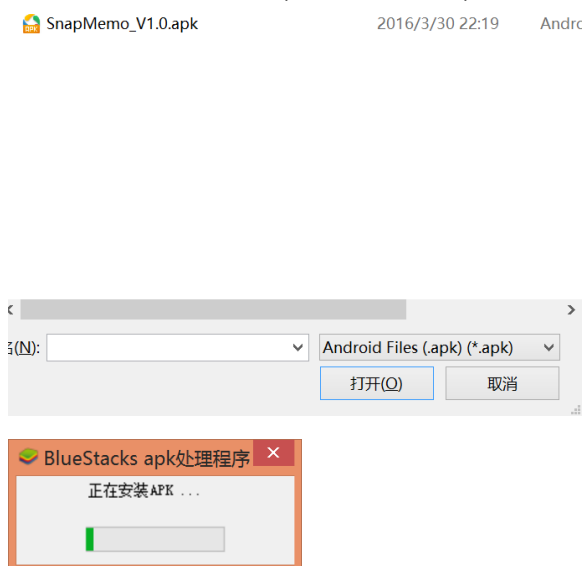 SnapMemo_V1.0.apk 2016/3/30 22:19 Andro
(N): Android Files (.apk) (*.apk)
打开(O) 取消
BlueStacks apk处理程序
正在安装APK ...